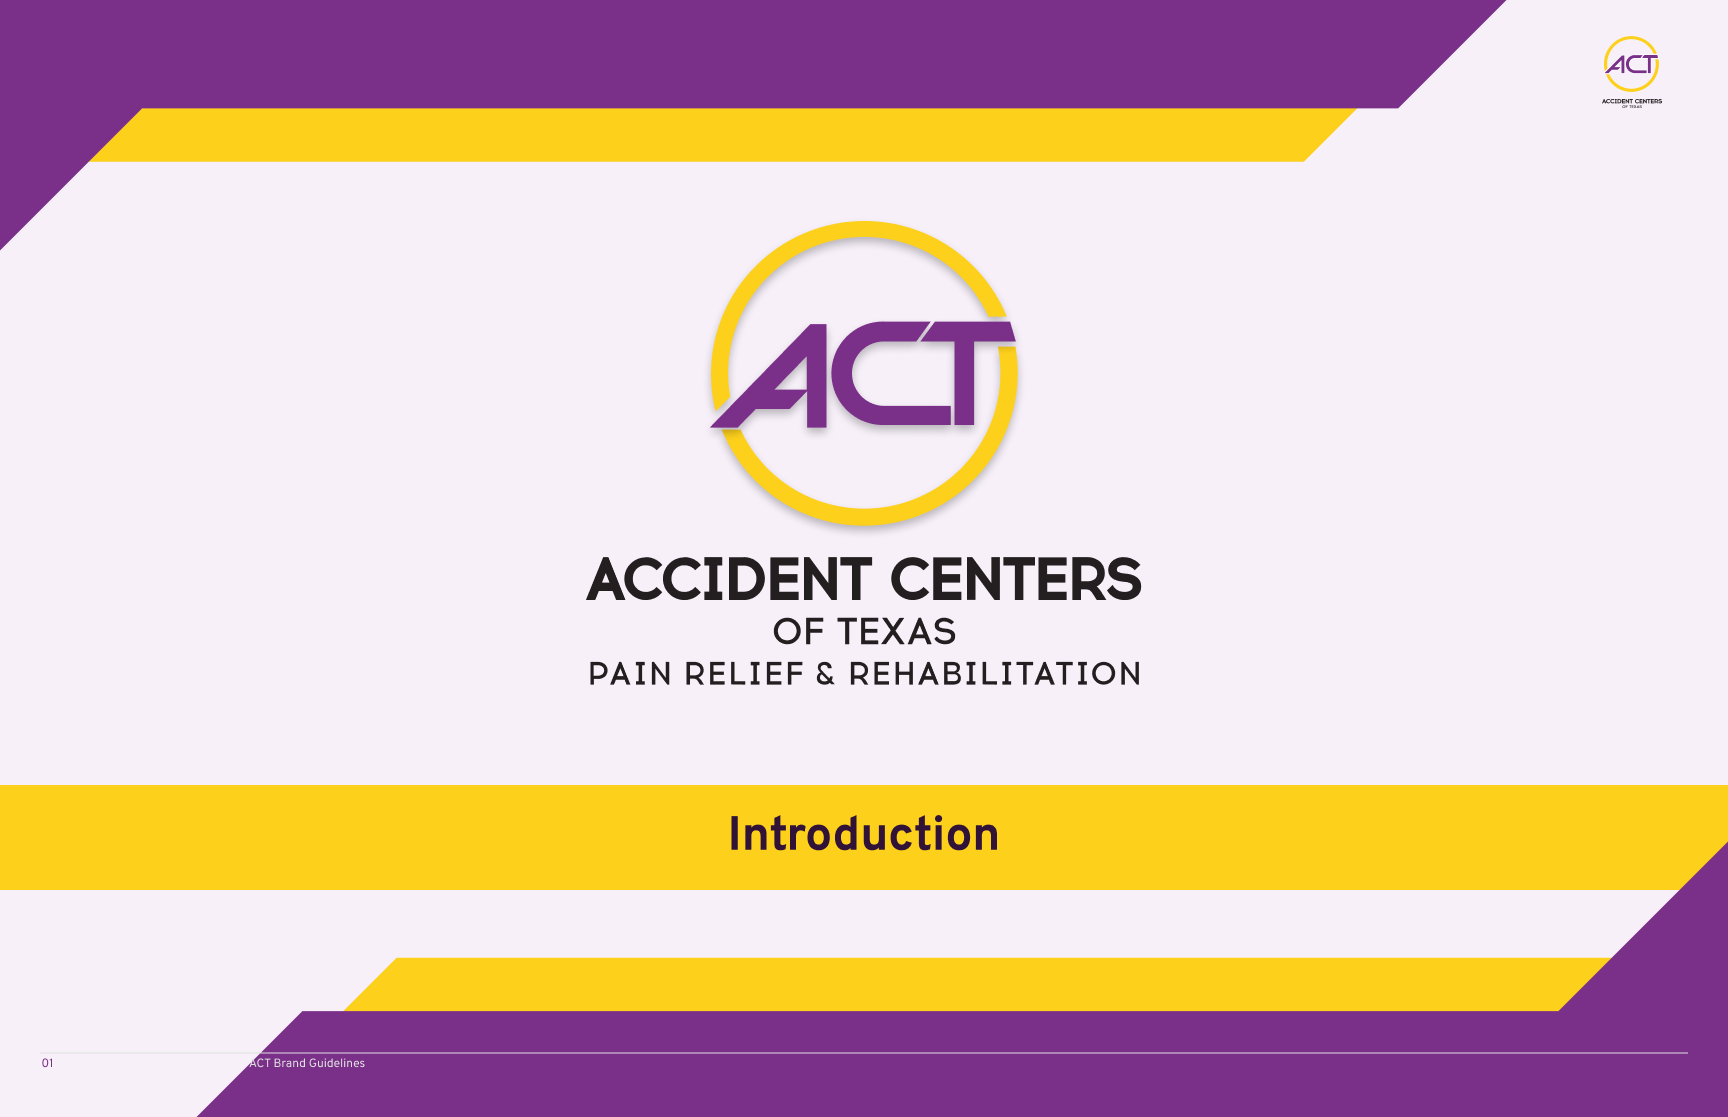 ACT
ACCIDENT CENTERS
OF TEXAS
ACT
ACCIDENT CENTERS
OF TEXAS
PAIN RELIEF & REHABILITATION
Introduction
01
ACT Brand Guidelines